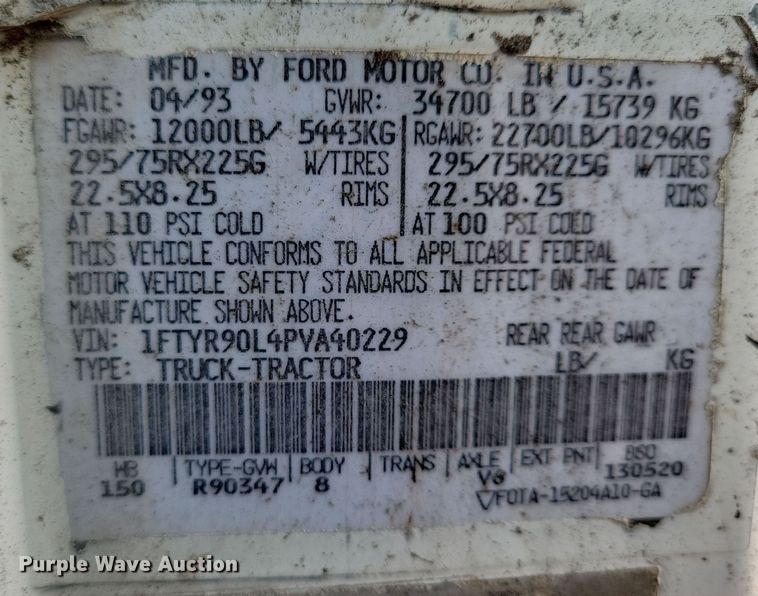 MFD. BY FORD MOTOR CO. IN U.S.A.
DATE: 04/93 GVWR: 34700 LB / 15739 KG
FGAWR: 12000LB/ 5443KG RGAWR: 22700LB/10296KG
295/75RX225G W/TIRES 295/75RX225G W/TIRES
22.5X8.25 RIMS 22.5X8.25 RIMS
AT 110 PSI COLD AT 100 PSI COLD
THIS VEHICLE CONFORMS TO ALL APPLICABLE FEDERAL
MOTOR VEHICLE SAFETY STANDARDS IN EFFECT ON THE DATE OF
MANUFACTURE SHOWN ABOVE.
VIN: 1FTYR90L4PVA40229 REAR REAR GAWR
TYPE: TRUCK-TRACTOR LB/ KG
WB TYPE-GVW BODY TRANS AXLE EXT PNT DSO
150 R90347 8 V8 130520
F0TA-15204A10-GA
Purple Wave Auction